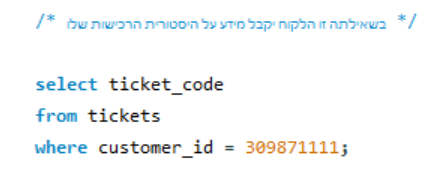 /* בשאילתה זו הלקוח יקבל מידע על היסטורית הרכישות שלו */
select ticket_code
from tickets
where customer_id = 309871111;